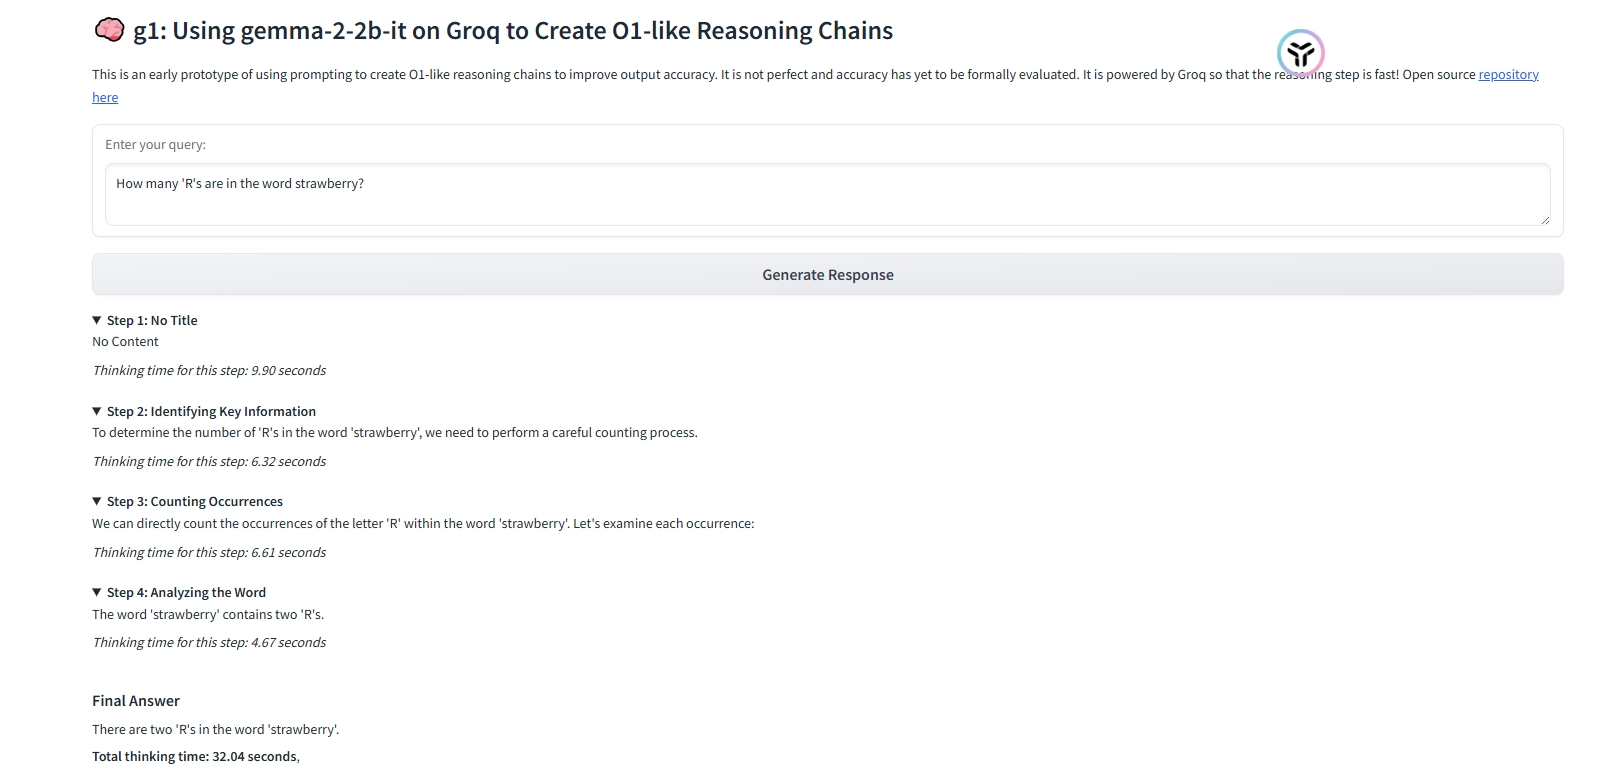 g1: Using gemma-2-2b-it on Groq to Create O1-like Reasoning Chains
This is an early prototype of using prompting to create O1-like reasoning chains to improve output accuracy. It is not perfect and accuracy has yet to be formally evaluated. It is powered by Groq so that the reasoning step is fast! Open source repository
here
Enter your query:
How many 'R's are in the word strawberry?
Generate Response
▼ Step 1: No Title
No Content
Thinking time for this step: 9.90 seconds
▼ Step 2: Identifying Key Information
To determine the number of 'R's in the word 'strawberry', we need to perform a careful counting process.
Thinking time for this step: 6.32 seconds
▼ Step 3: Counting Occurrences
We can directly count the occurrences of the letter 'R' within the word 'strawberry'. Let's examine each occurrence:
Thinking time for this step: 6.61 seconds
▼ Step 4: Analyzing the Word
The word 'strawberry' contains two 'R's.
Thinking time for this step: 4.67 seconds
Final Answer
There are two 'R's in the word 'strawberry'.
Total thinking time: 32.04 seconds,